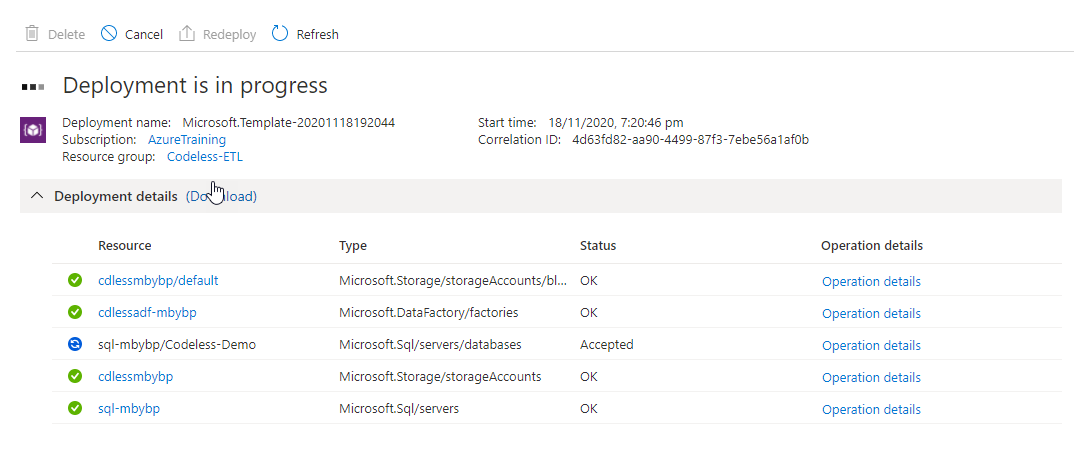 Delete Cancel Redeploy Refresh
Deployment is in progress
Deployment name: Microsoft.Template-20201118192044 Start time: 18/11/2020, 7:20:46 pm
Subscription: AzureTraining Correlation ID: 4d63fd82-aa90-4499-87f3-7ebe56a1af0b
Resource group: Codeless-ETL
Deployment details (Download)
Resource Type Status Operation details
cdlessmbybp/default Microsoft.Storage/storageAccounts/bl... OK Operation details
cdlessadf-mbybp Microsoft.DataFactory/factories OK Operation details
sql-mbybp/Codeless-Demo Microsoft.Sql/servers/databases Accepted Operation details
cdlessmbybp Microsoft.Storage/storageAccounts OK Operation details
sql-mbybp Microsoft.Sql/servers OK Operation details